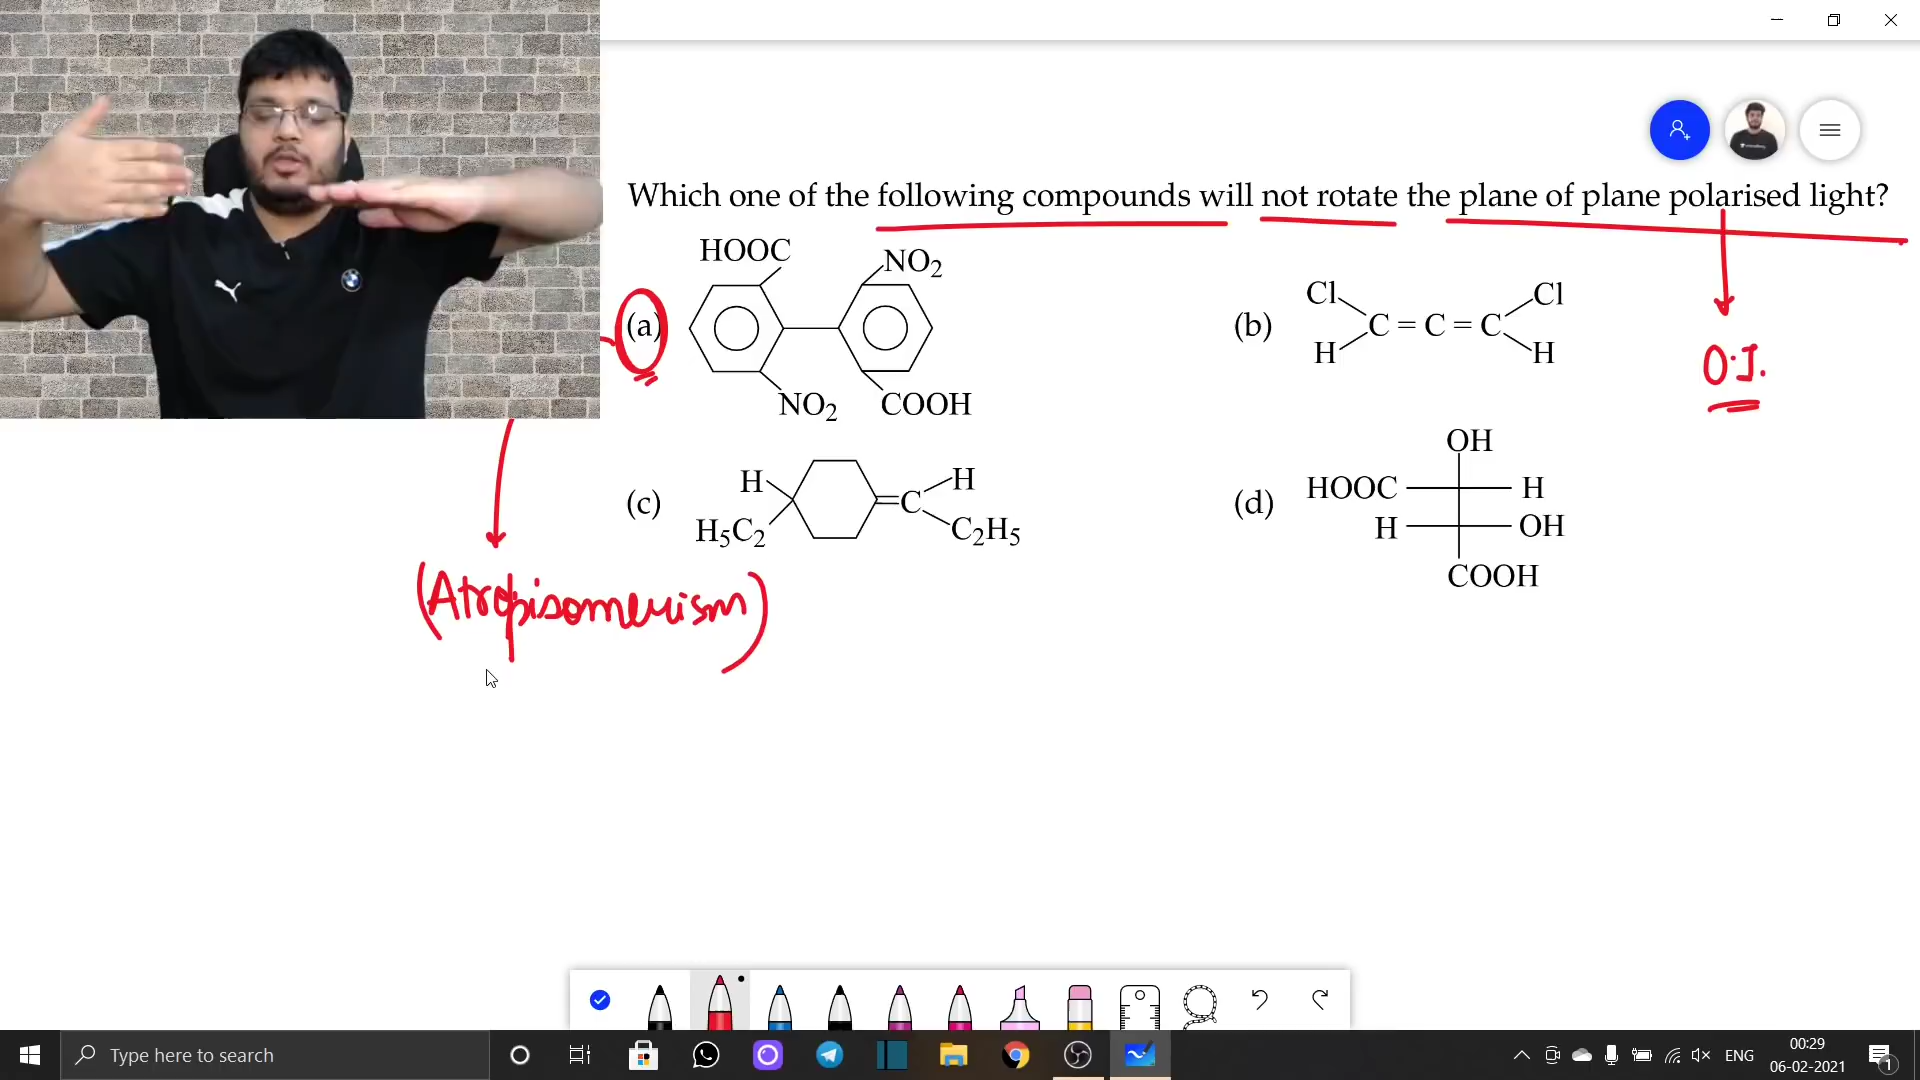 Which one of the following compounds will not rotate the plane of plane polarised light?
(a)
HOOC
NO2
NO2
COOH
(b)
Cl
Cl
C = C = C
H
H
O.I.
(c)
H
H
C
H5C2
C2H5
(d)
OH
HOOC
H
H
OH
COOH
(Atropisomerism)
Type here to search
ENG
00:29
06-02-2021
1